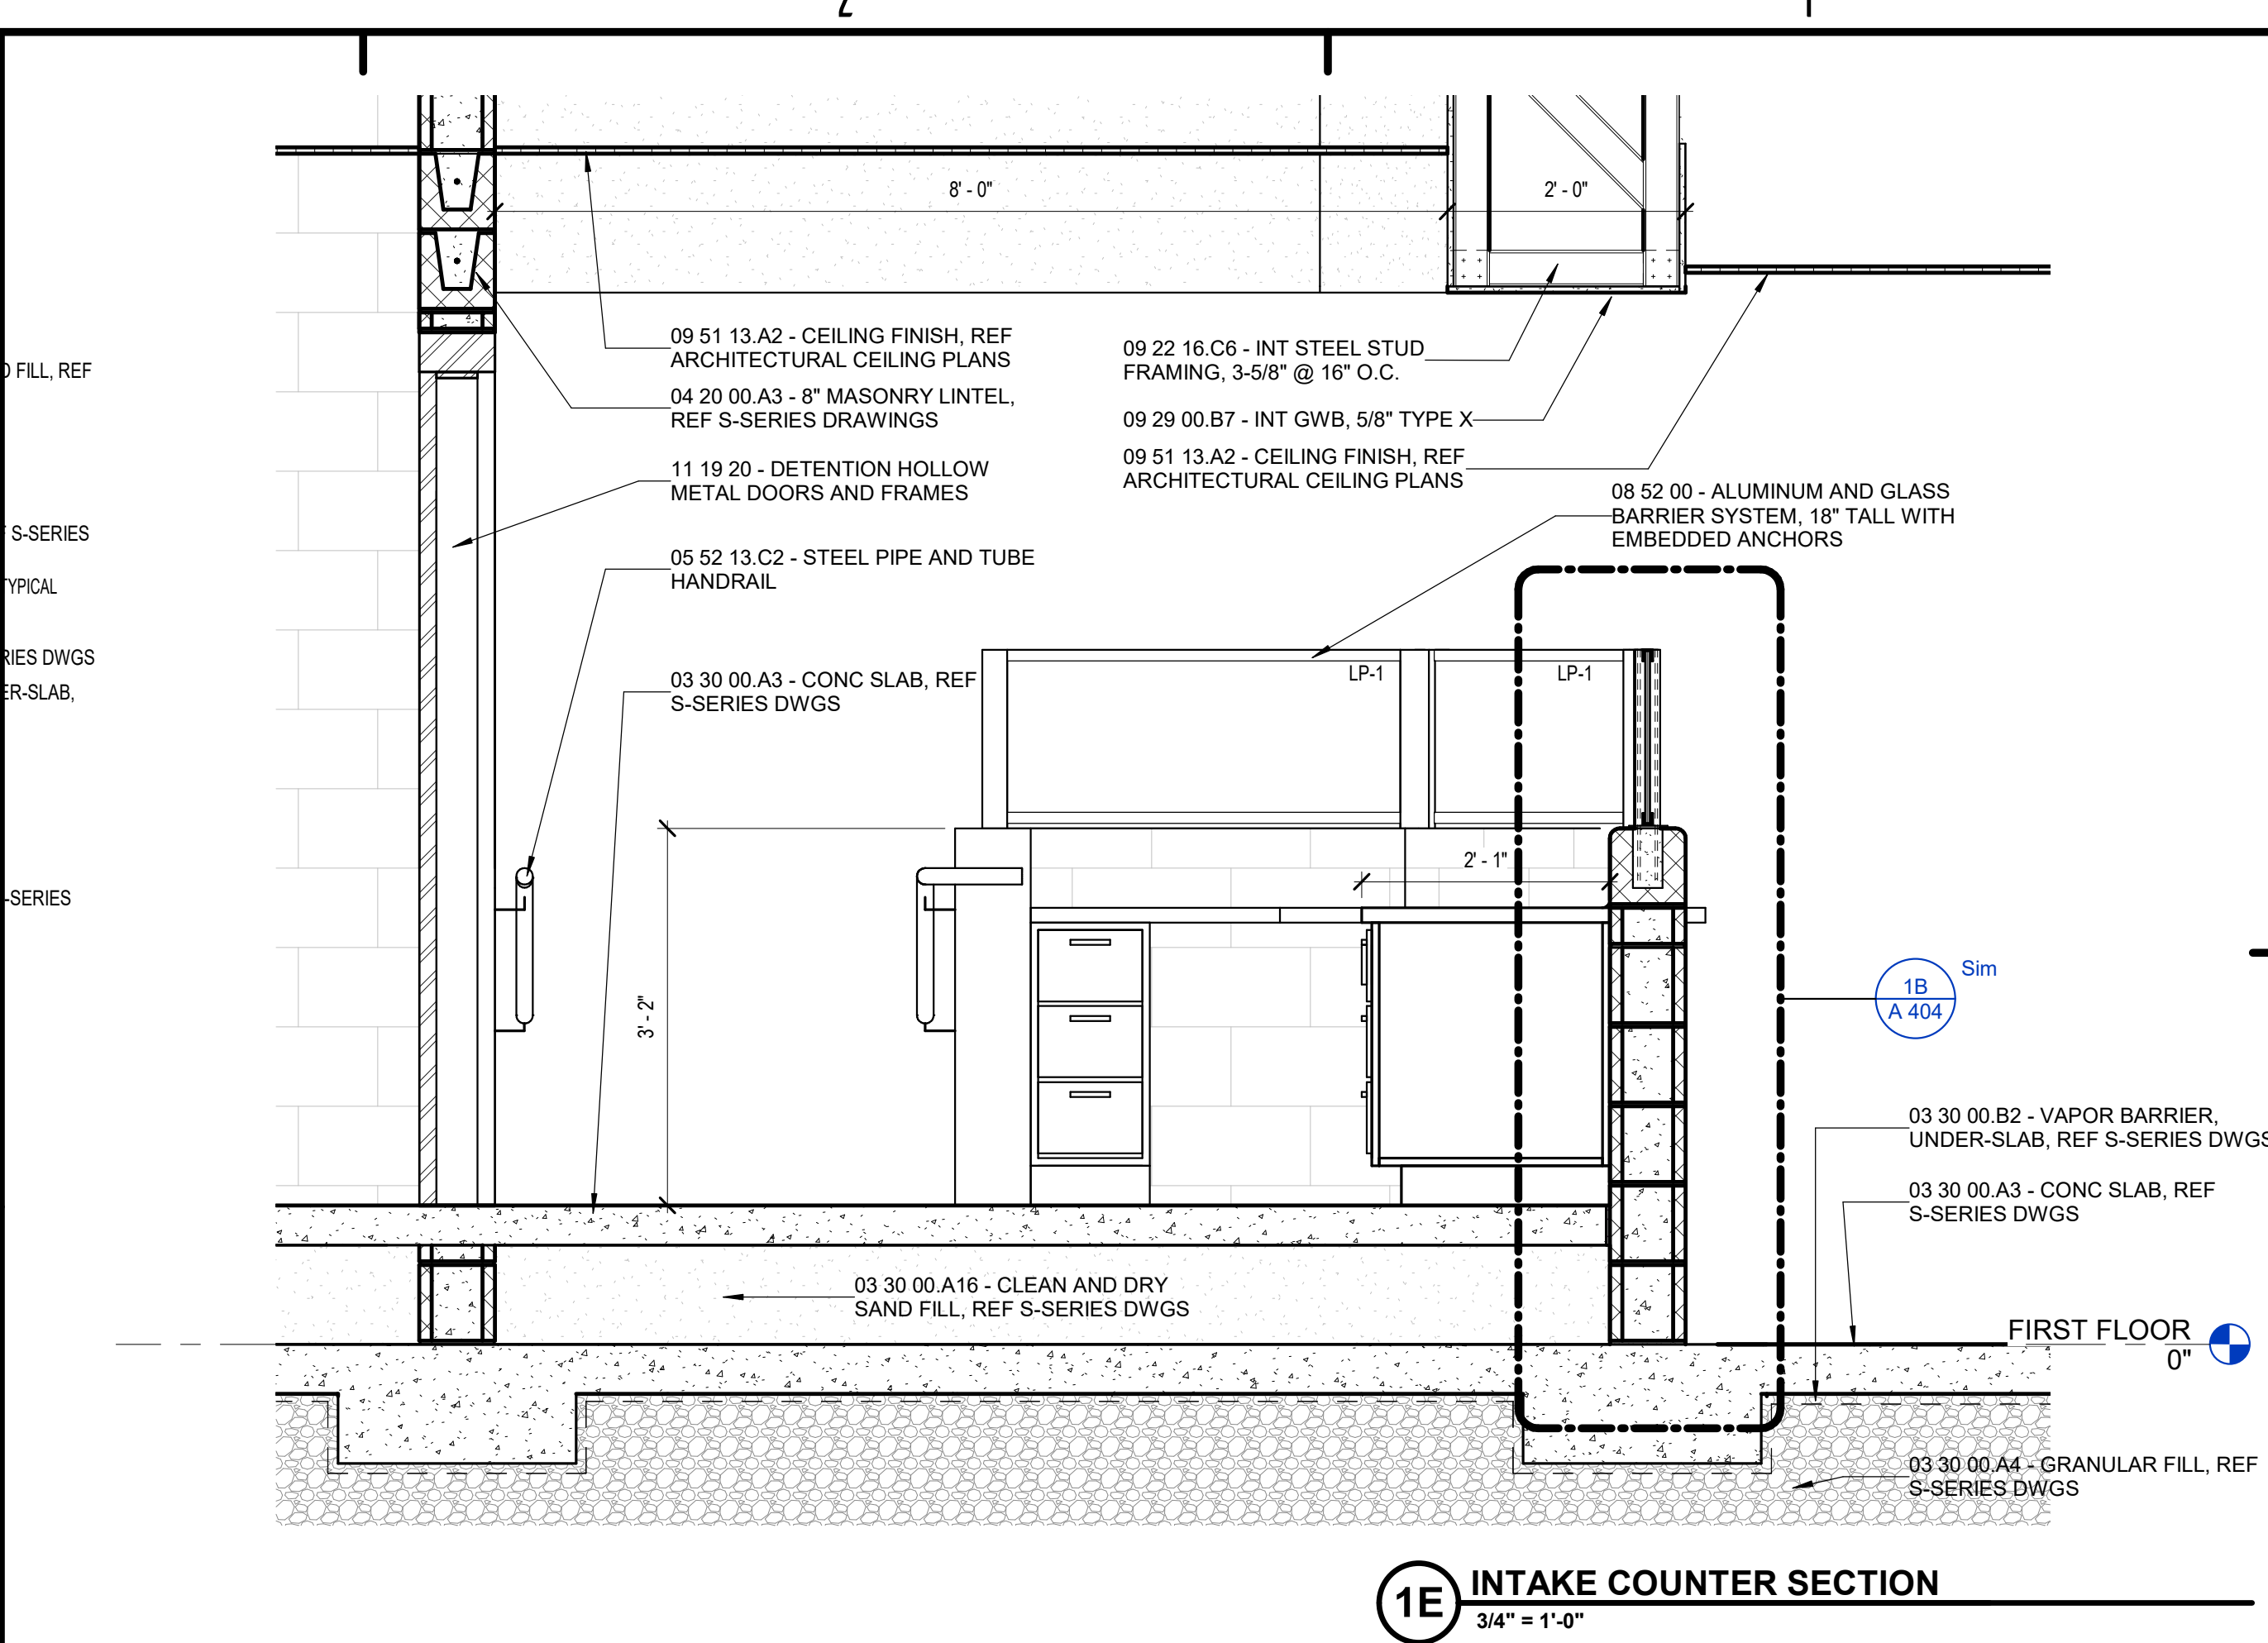 8' - 0"
2' - 0"
09 51 13.A2 - CEILING FINISH, REF
ARCHITECTURAL CEILING PLANS
04 20 00.A3 - 8" MASONRY LINTEL,
REF S-SERIES DRAWINGS
11 19 20 - DETENTION HOLLOW
METAL DOORS AND FRAMES
05 52 13.C2 - STEEL PIPE AND TUBE
HANDRAIL
03 30 00.A3 - CONC SLAB, REF
S-SERIES DWGS
09 22 16.C6 - INT STEEL STUD
FRAMING, 3-5/8" @ 16" O.C.
09 29 00.B7 - INT GWB, 5/8" TYPE X
09 51 13.A2 - CEILING FINISH, REF
ARCHITECTURAL CEILING PLANS
08 52 00 - ALUMINUM AND GLASS
BARRIER SYSTEM, 18" TALL WITH
EMBEDDED ANCHORS
FILL, REF
S-SERIES
TYPICAL
RIES DWGS
ER-SLAB,
-SERIES
LP-1
LP-1
2' - 1"
3' - 2"
1B
A 404
Sim
03 30 00.B2 - VAPOR BARRIER,
UNDER-SLAB, REF S-SERIES DWGS
03 30 00.A3 - CONC SLAB, REF
S-SERIES DWGS
03 30 00.A16 - CLEAN AND DRY
SAND FILL, REF S-SERIES DWGS
FIRST FLOOR
0"
03 30 00.A4 - GRANULAR FILL, REF
S-SERIES DWGS
1E
INTAKE COUNTER SECTION
3/4" = 1'-0"